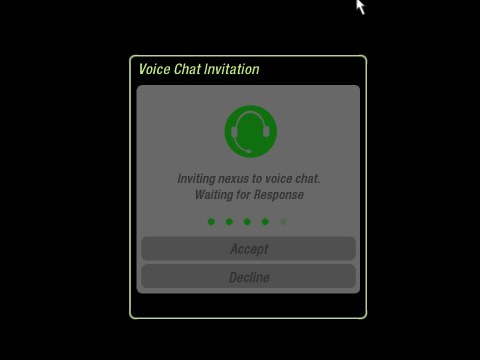 Voice Chat Invitation
Inviting nexus to voice chat.
Waiting for Response
Accept
Decline